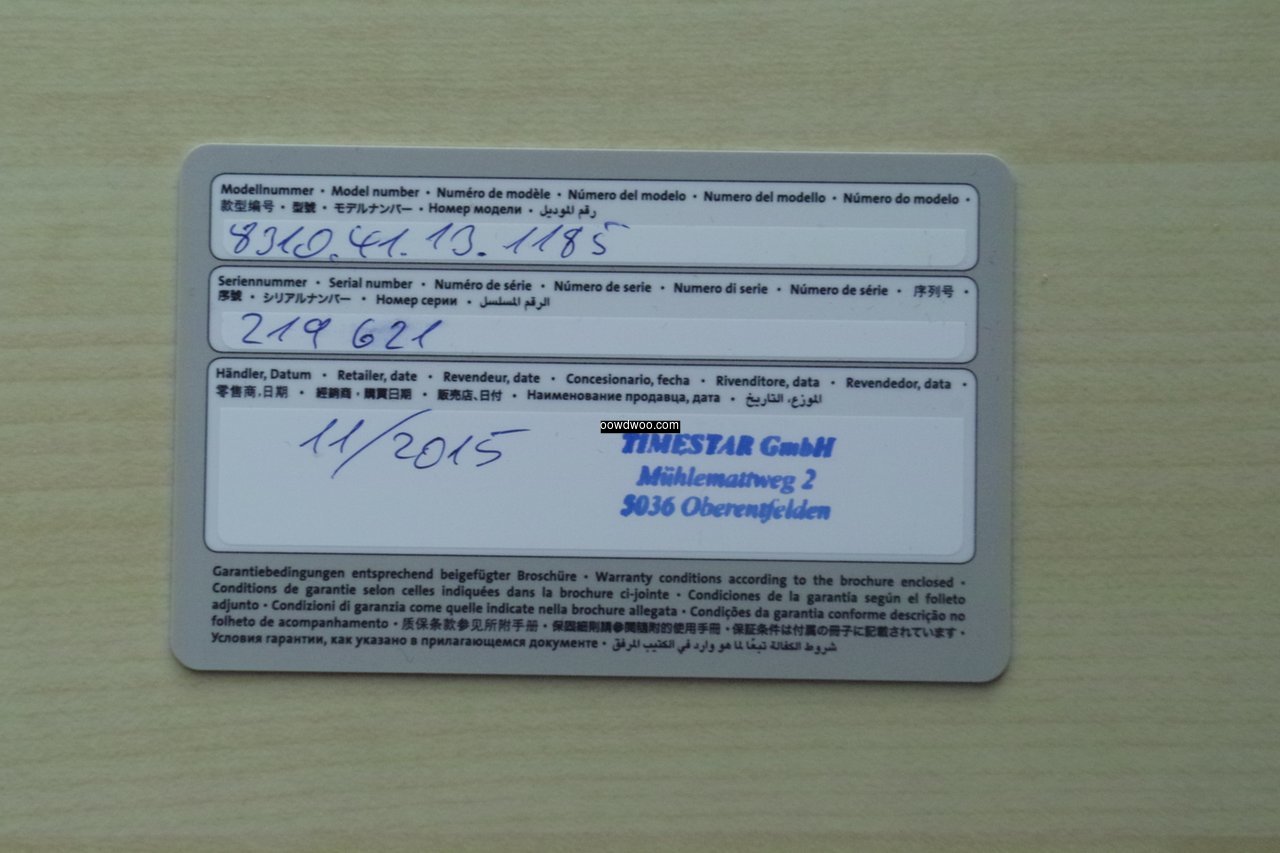 Modellnummer · Model number · Numéro de modèle · Número del modelo · Numero del modello · Número do modelo ·
款型编号 · 型號 · モデルナンバー · Номер модели · رقم الموديل
8310.41.13.1185
Seriennummer · Serial number · Numéro de série · Número de serie · Numero di serie · Número de série · 序列号 ·
序號 · シリアルナンバー · Номер серии · الرقم المسلسل
219 621
Händler, Datum · Retailer, date · Revendeur, date · Concesionario, fecha · Rivenditore, data · Revendedor, data ·
零售商,日期 · 經銷商,購買日期 · 販売店、日付 · Наименование продавца, дата · الموزع، التاريخ
11/2015
oowdwoo.com
TIMESTAR GmbH
Mühlemattweg 2
5036 Oberentfelden
Garantiebedingungen entsprechend beigefügter Broschüre · Warranty conditions according to the brochure enclosed ·
Conditions de garantie selon celles indiquées dans la brochure ci-jointe · Condiciones de la garantía según el folleto
adjunto · Condizioni di garanzia come quelle indicate nella brochure allegata · Condições da garantia conforme descrição no
folheto de acompanhamento · 质保条款参见所附手册 · 保固細則請參閱隨附的使用手冊 · 保証条件は付属の冊子に記載されています ·
Условия гарантии, как указано в прилагающемся документе · شروط الكفالة تبعًا لما هو وارد في الكتيب المرفق